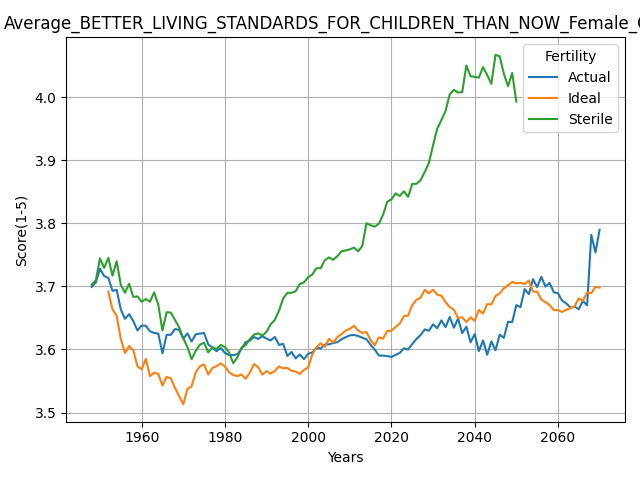 Average_BETTER_LIVING_STANDARDS_FOR_CHILDREN_THAN_NOW_Female_
Fertility
Actual
Ideal
Sterile
Score(1-5)
4.0
3.9
3.8
3.7
3.6
3.5
1960
1980
2000
2020
2040
2060
Years